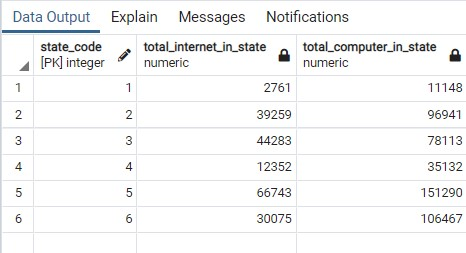 Data Output Explain Messages Notifications
state_code total_internet_in_state total_computer_in_state
[PK] integer numeric numeric
1 1 2761 11148
2 2 39259 96941
3 3 44283 78113
4 4 12352 35132
5 5 66743 151290
6 6 30075 106467